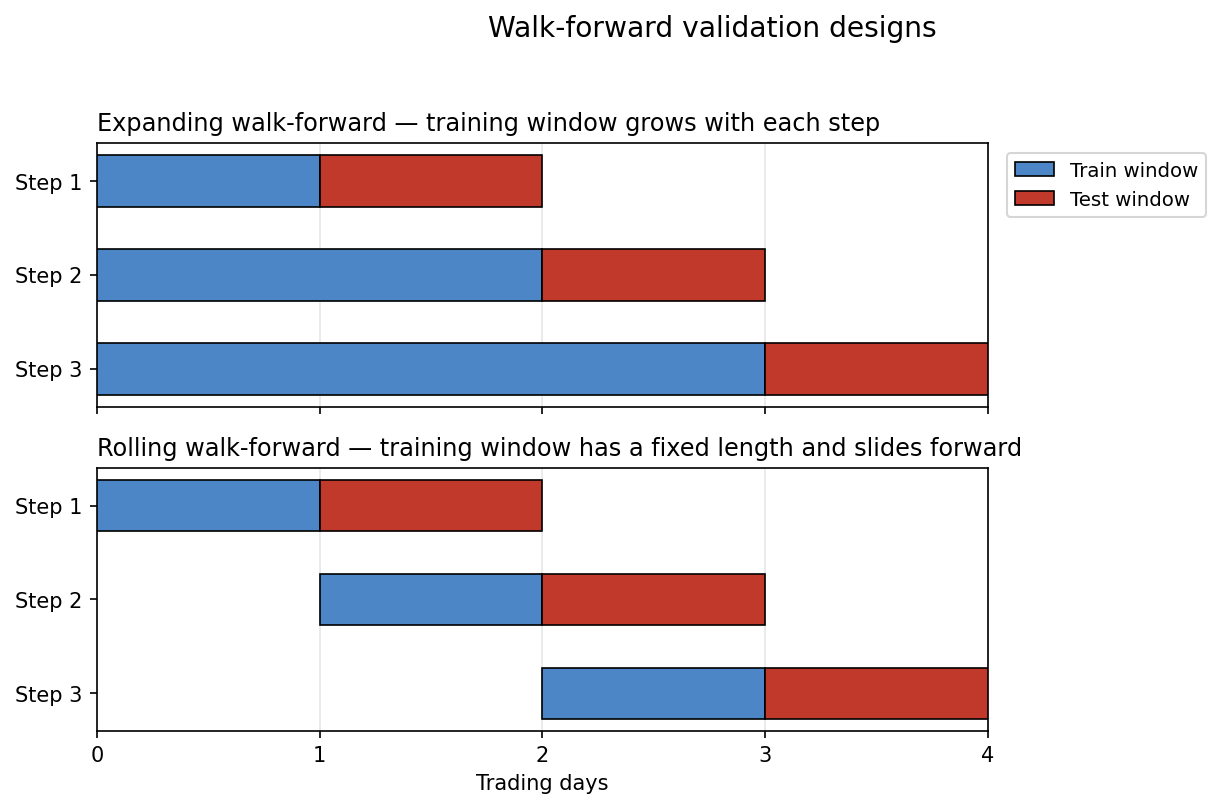 Walk-forward validation designs
Expanding walk-forward — training window grows with each step
Train window
Test window
Step 1
Step 2
Step 3
Rolling walk-forward — training window has a fixed length and slides forward
Step 1
Step 2
Step 3
0 1 2 3 4
Trading days